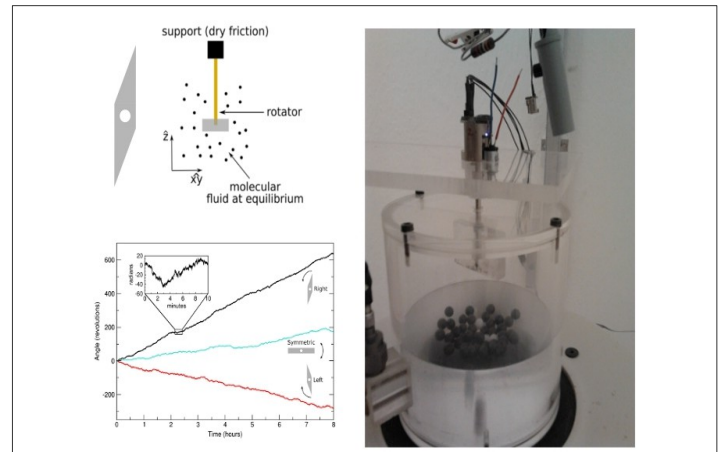 support (dry friction)
rotator
ẑ
xy
molecular
fluid at equilibrium
Angle (revolutions)
600
400
200
0
-200
radians
20
0
-20
-40
-60
0 2 4 6 8 10
minutes
Right
Symmetric
Left
0 1 2 3 4 5 6 7 8
Time (hours)